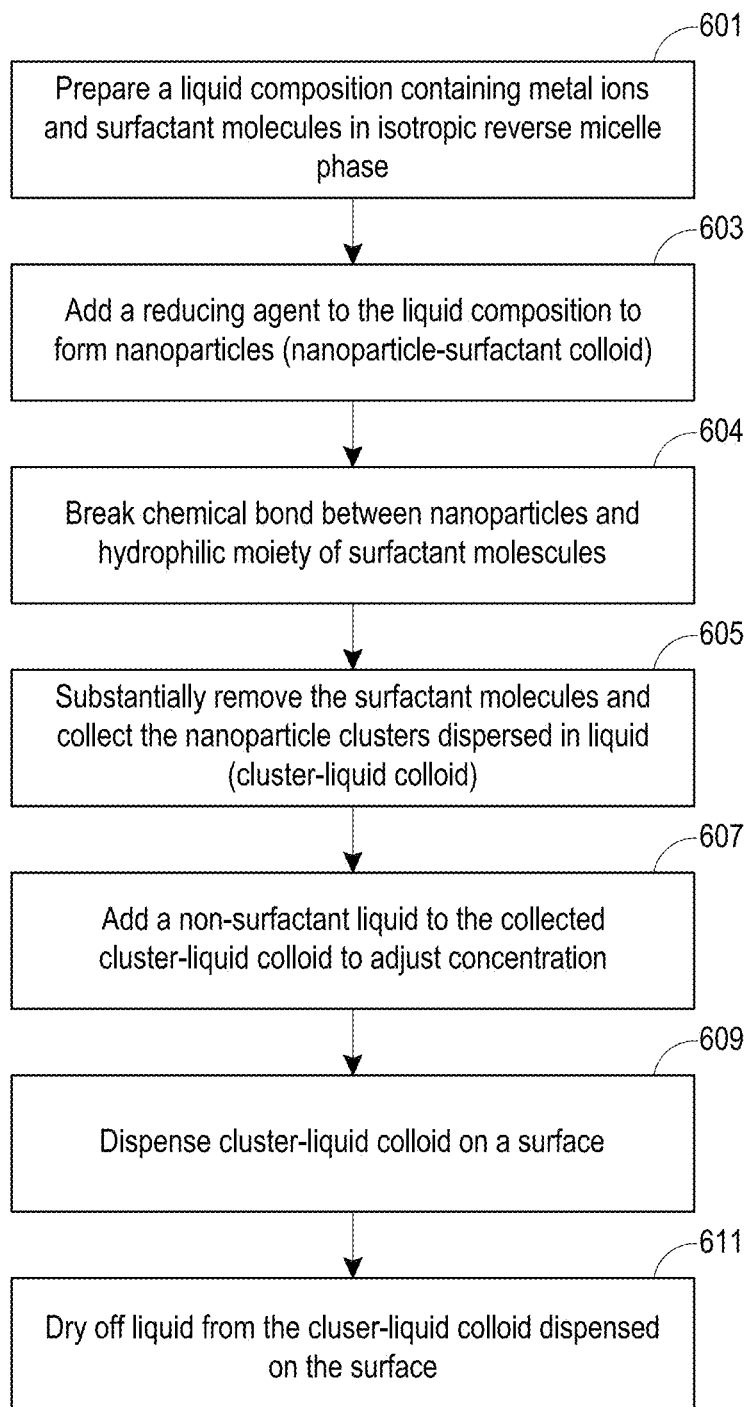 601
Prepare a liquid composition containing metal ions
and surfactant molecules in isotropic reverse micelle
phase
603
Add a reducing agent to the liquid composition to
form nanoparticles (nanoparticle-surfactant colloid)
604
Break chemical bond between nanoparticles and
hydrophilic moiety of surfactant molescules
605
Substantially remove the surfactant molecules and
collect the nanoparticle clusters dispersed in liquid
(cluster-liquid colloid)
607
Add a non-surfactant liquid to the collected
cluster-liquid colloid to adjust concentration
609
Dispense cluster-liquid colloid on a surface
611
Dry off liquid from the cluser-liquid colloid dispensed
on the surface